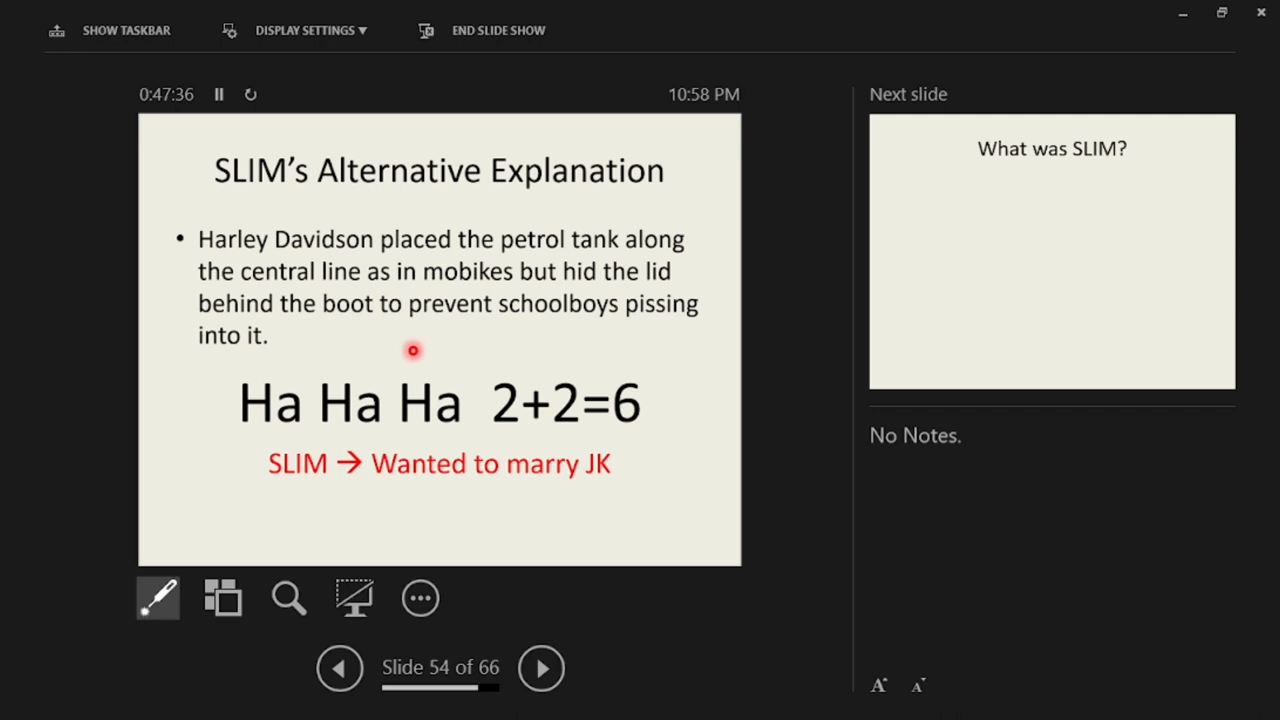 SHOW TASKBAR
DISPLAY SETTINGS ▼
END SLIDE SHOW
0:47:36
10:58 PM
SLIM’s Alternative Explanation
• Harley Davidson placed the petrol tank along
the central line as in mobikes but hid the lid
behind the boot to prevent schoolboys pissing
into it.
Ha Ha Ha 2+2=6
SLIM → Wanted to marry JK
Slide 54 of 66
Next slide
What was SLIM?
No Notes.
A A